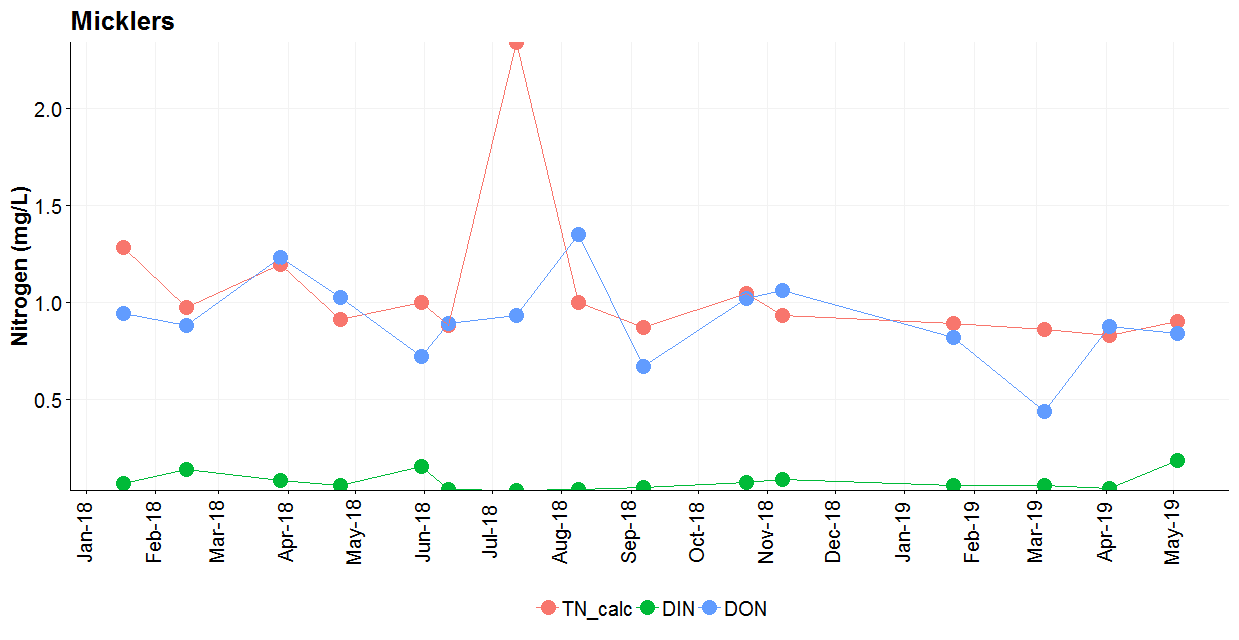 Micklers
Nitrogen (mg/L)
2.0
1.5
1.0
0.5
Jan-18
Feb-18
Mar-18
Apr-18
May-18
Jun-18
Jul-18
Aug-18
Sep-18
Oct-18
Nov-18
Dec-18
Jan-19
Feb-19
Mar-19
Apr-19
May-19
TN_calc DIN DON